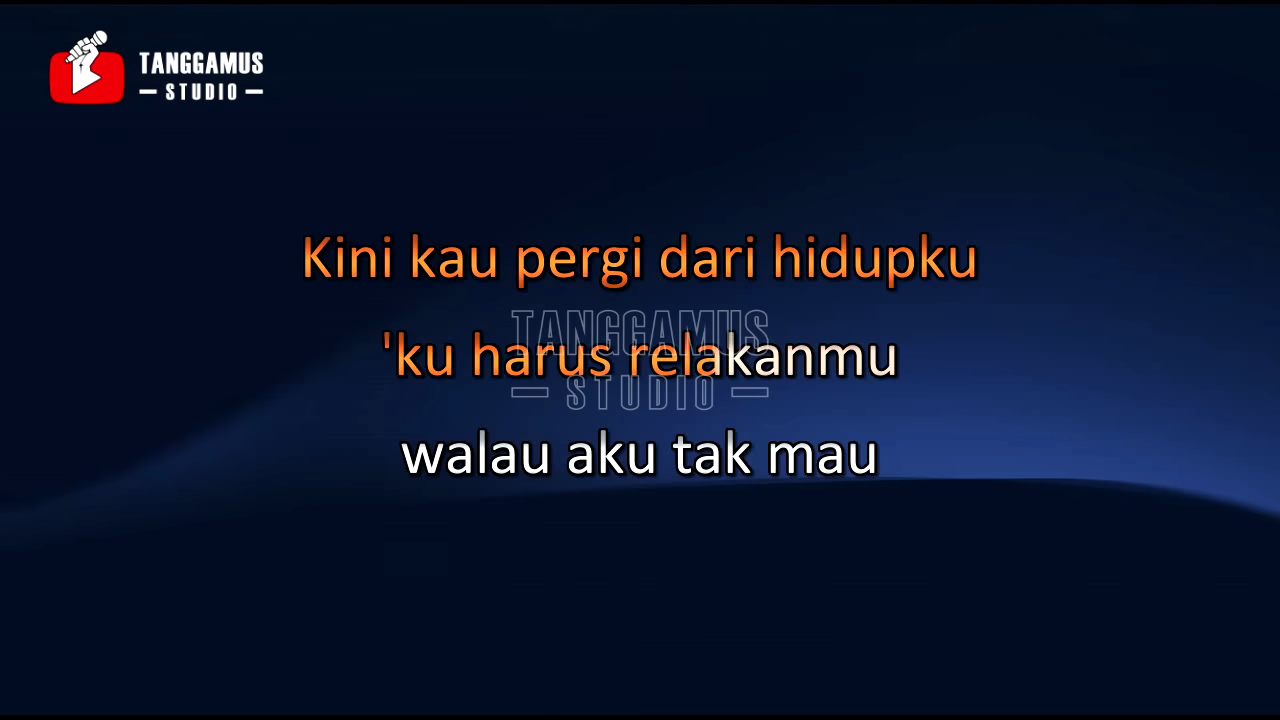 TANGGAMUS
STUDIO
Kini kau pergi dari hidupku
TANGGAMUS
'ku harus relakanmu
STUDIO
walau aku tak mau